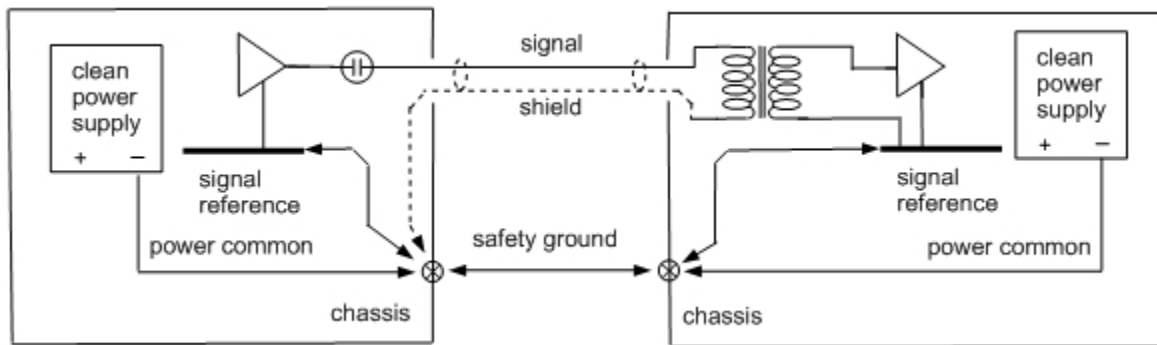 clean
power
supply
+ −
signal
reference
power common
chassis
signal
shield
safety ground
signal
reference
power common
chassis
clean
power
supply
+ −